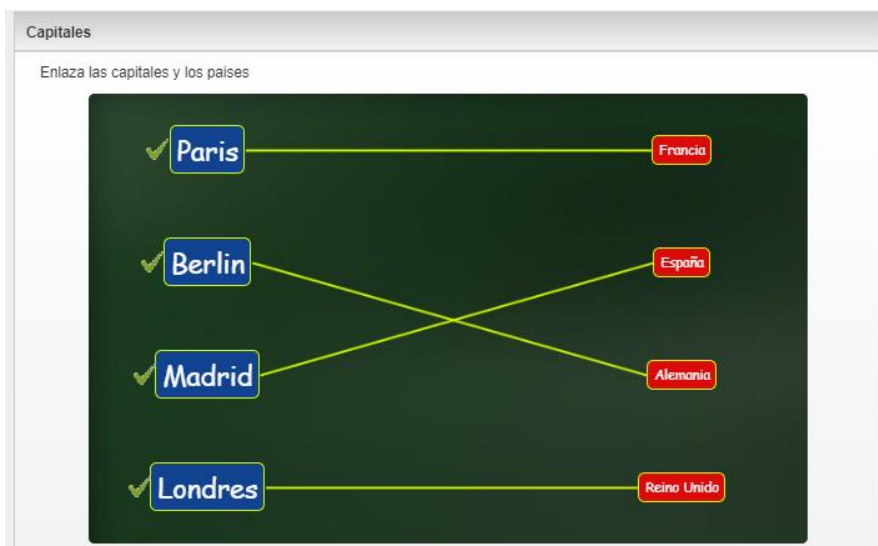 Capitales
Enlaza las capitales y los paises
Paris
Francia
Berlin
España
Madrid
Alemania
Londres
Reino Unido